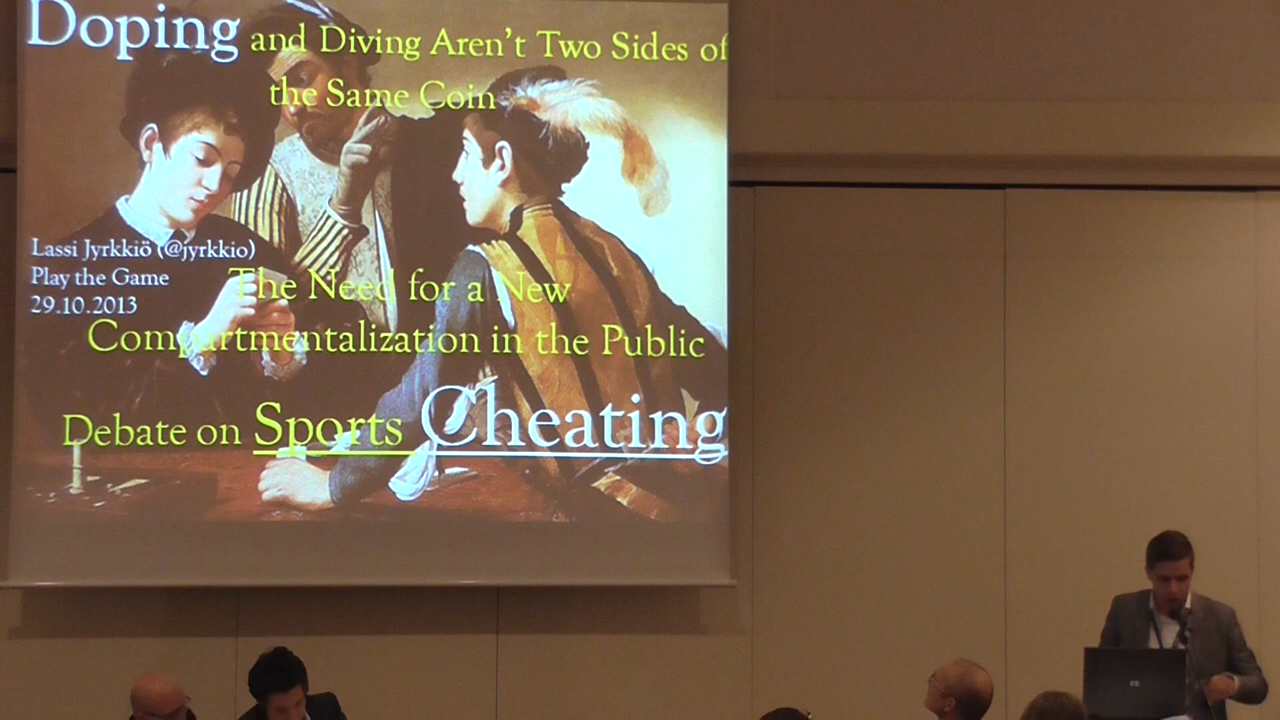 Doping and Diving Aren't Two Sides of
the Same Coin
Lassi Jyrkkiö (@jyrkkio)
Play the Game
29.10.2013
The Need for a New
Compartmentalization in the Public
Debate on Sports Cheating